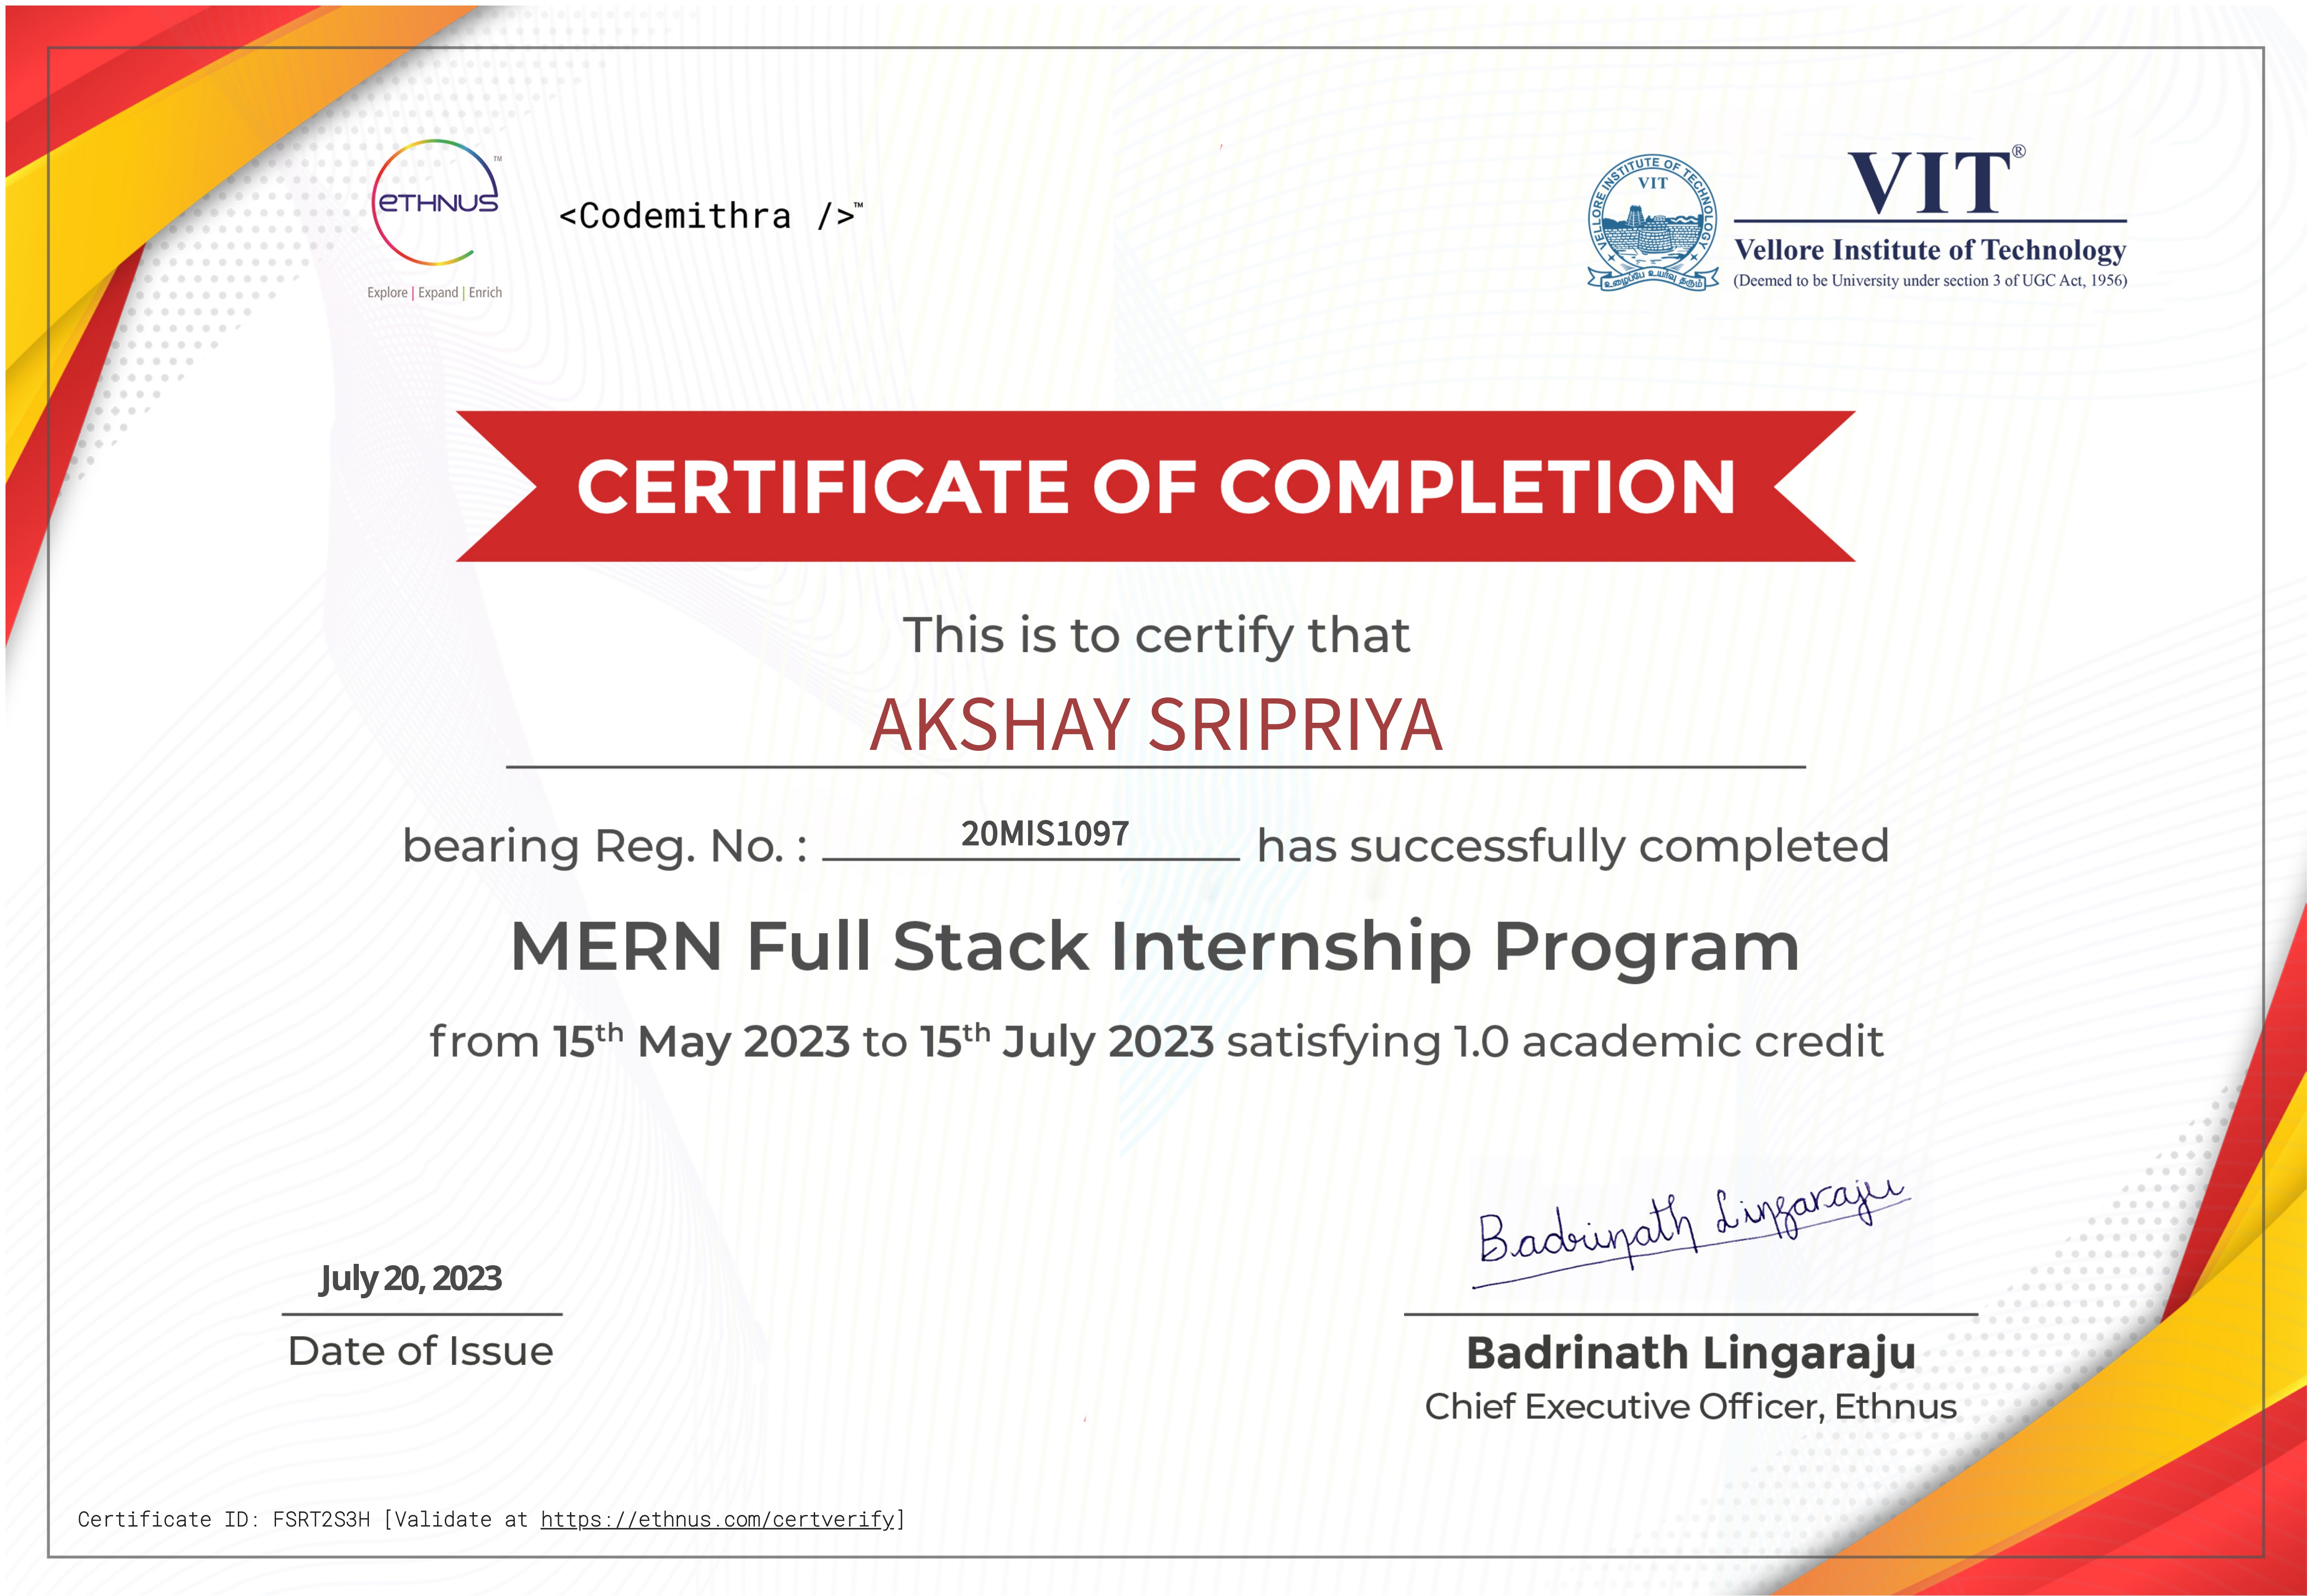 eTHNUS™
Explore | Expand | Enrich
<Codemithra />™
VELLORE INSTITUTE OF TECHNOLOGY
VIT
உழைப்பே உயர்வு தரும்
VIT®
Vellore Institute of Technology
(Deemed to be University under section 3 of UGC Act, 1956)
CERTIFICATE OF COMPLETION
This is to certify that
AKSHAY SRIPRIYA
bearing Reg. No. : 20MIS1097 has successfully completed
MERN Full Stack Internship Program
from 15th May 2023 to 15th July 2023 satisfying 1.0 academic credit
Badrinath Lingaraju
July 20, 2023
Date of Issue
Badrinath Lingaraju
Chief Executive Officer, Ethnus
Certificate ID: FSRT2S3H [Validate at https://ethnus.com/certverify]